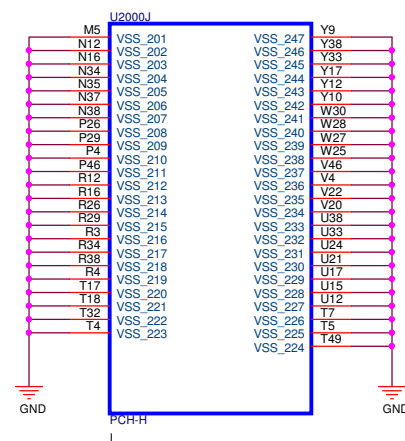 U2000J
M5 VSS_201 VSS_247 Y9
N12 VSS_202 VSS_246 Y38
N16 VSS_203 VSS_245 Y33
N34 VSS_204 VSS_244 Y17
N35 VSS_205 VSS_243 Y12
N37 VSS_206 VSS_242 Y10
N38 VSS_207 VSS_241 W30
P26 VSS_208 VSS_240 W28
P29 VSS_209 VSS_239 W27
P4 VSS_210 VSS_238 W25
P46 VSS_211 VSS_237 V46
R12 VSS_212 VSS_236 V4
R16 VSS_213 VSS_235 V22
R26 VSS_214 VSS_234 V20
R29 VSS_215 VSS_233 U38
R3 VSS_216 VSS_232 U33
R34 VSS_217 VSS_231 U24
R38 VSS_218 VSS_230 U21
R4 VSS_219 VSS_229 U17
T17 VSS_220 VSS_228 U15
T18 VSS_221 VSS_227 U12
T32 VSS_222 VSS_226 T7
T4 VSS_223 VSS_225 T5
VSS_224 T49
GND GND
PCH-H